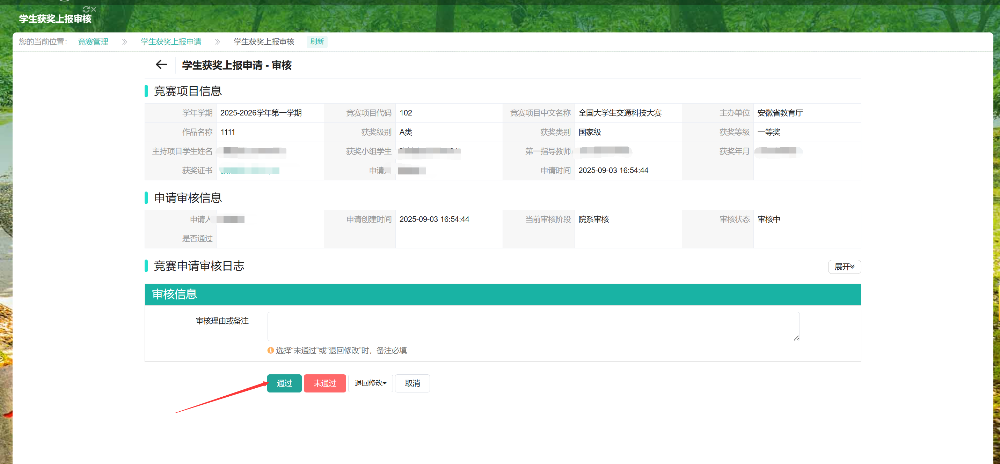 学生获奖上报审核
您的当前位置： 竞赛管理 学生获奖上报申请 学生获奖上报审核 刷新
学生获奖上报申请 - 审核
竞赛项目信息
学年学期 2025-2026学年第一学期 竞赛项目代码 102 竞赛项目中文名称 全国大学生交通科技大赛 主办单位 安徽省教育厅
作品名称 1111 获奖级别 A类 获奖类别 国家级 获奖等级 一等奖
主持项目学生姓名 获奖小组学生 第一指导教师 获奖年月
获奖证书 申请人 申请时间 2025-09-03 16:54:44
申请审核信息
申请人 申请创建时间 2025-09-03 16:54:44 当前审核阶段 院系审核 审核状态 审核中
是否通过
竞赛申请审核日志 展开
审核信息
审核理由或备注
选择“未通过”或“退回修改”时，备注必填
通过 未通过 退回修改 取消